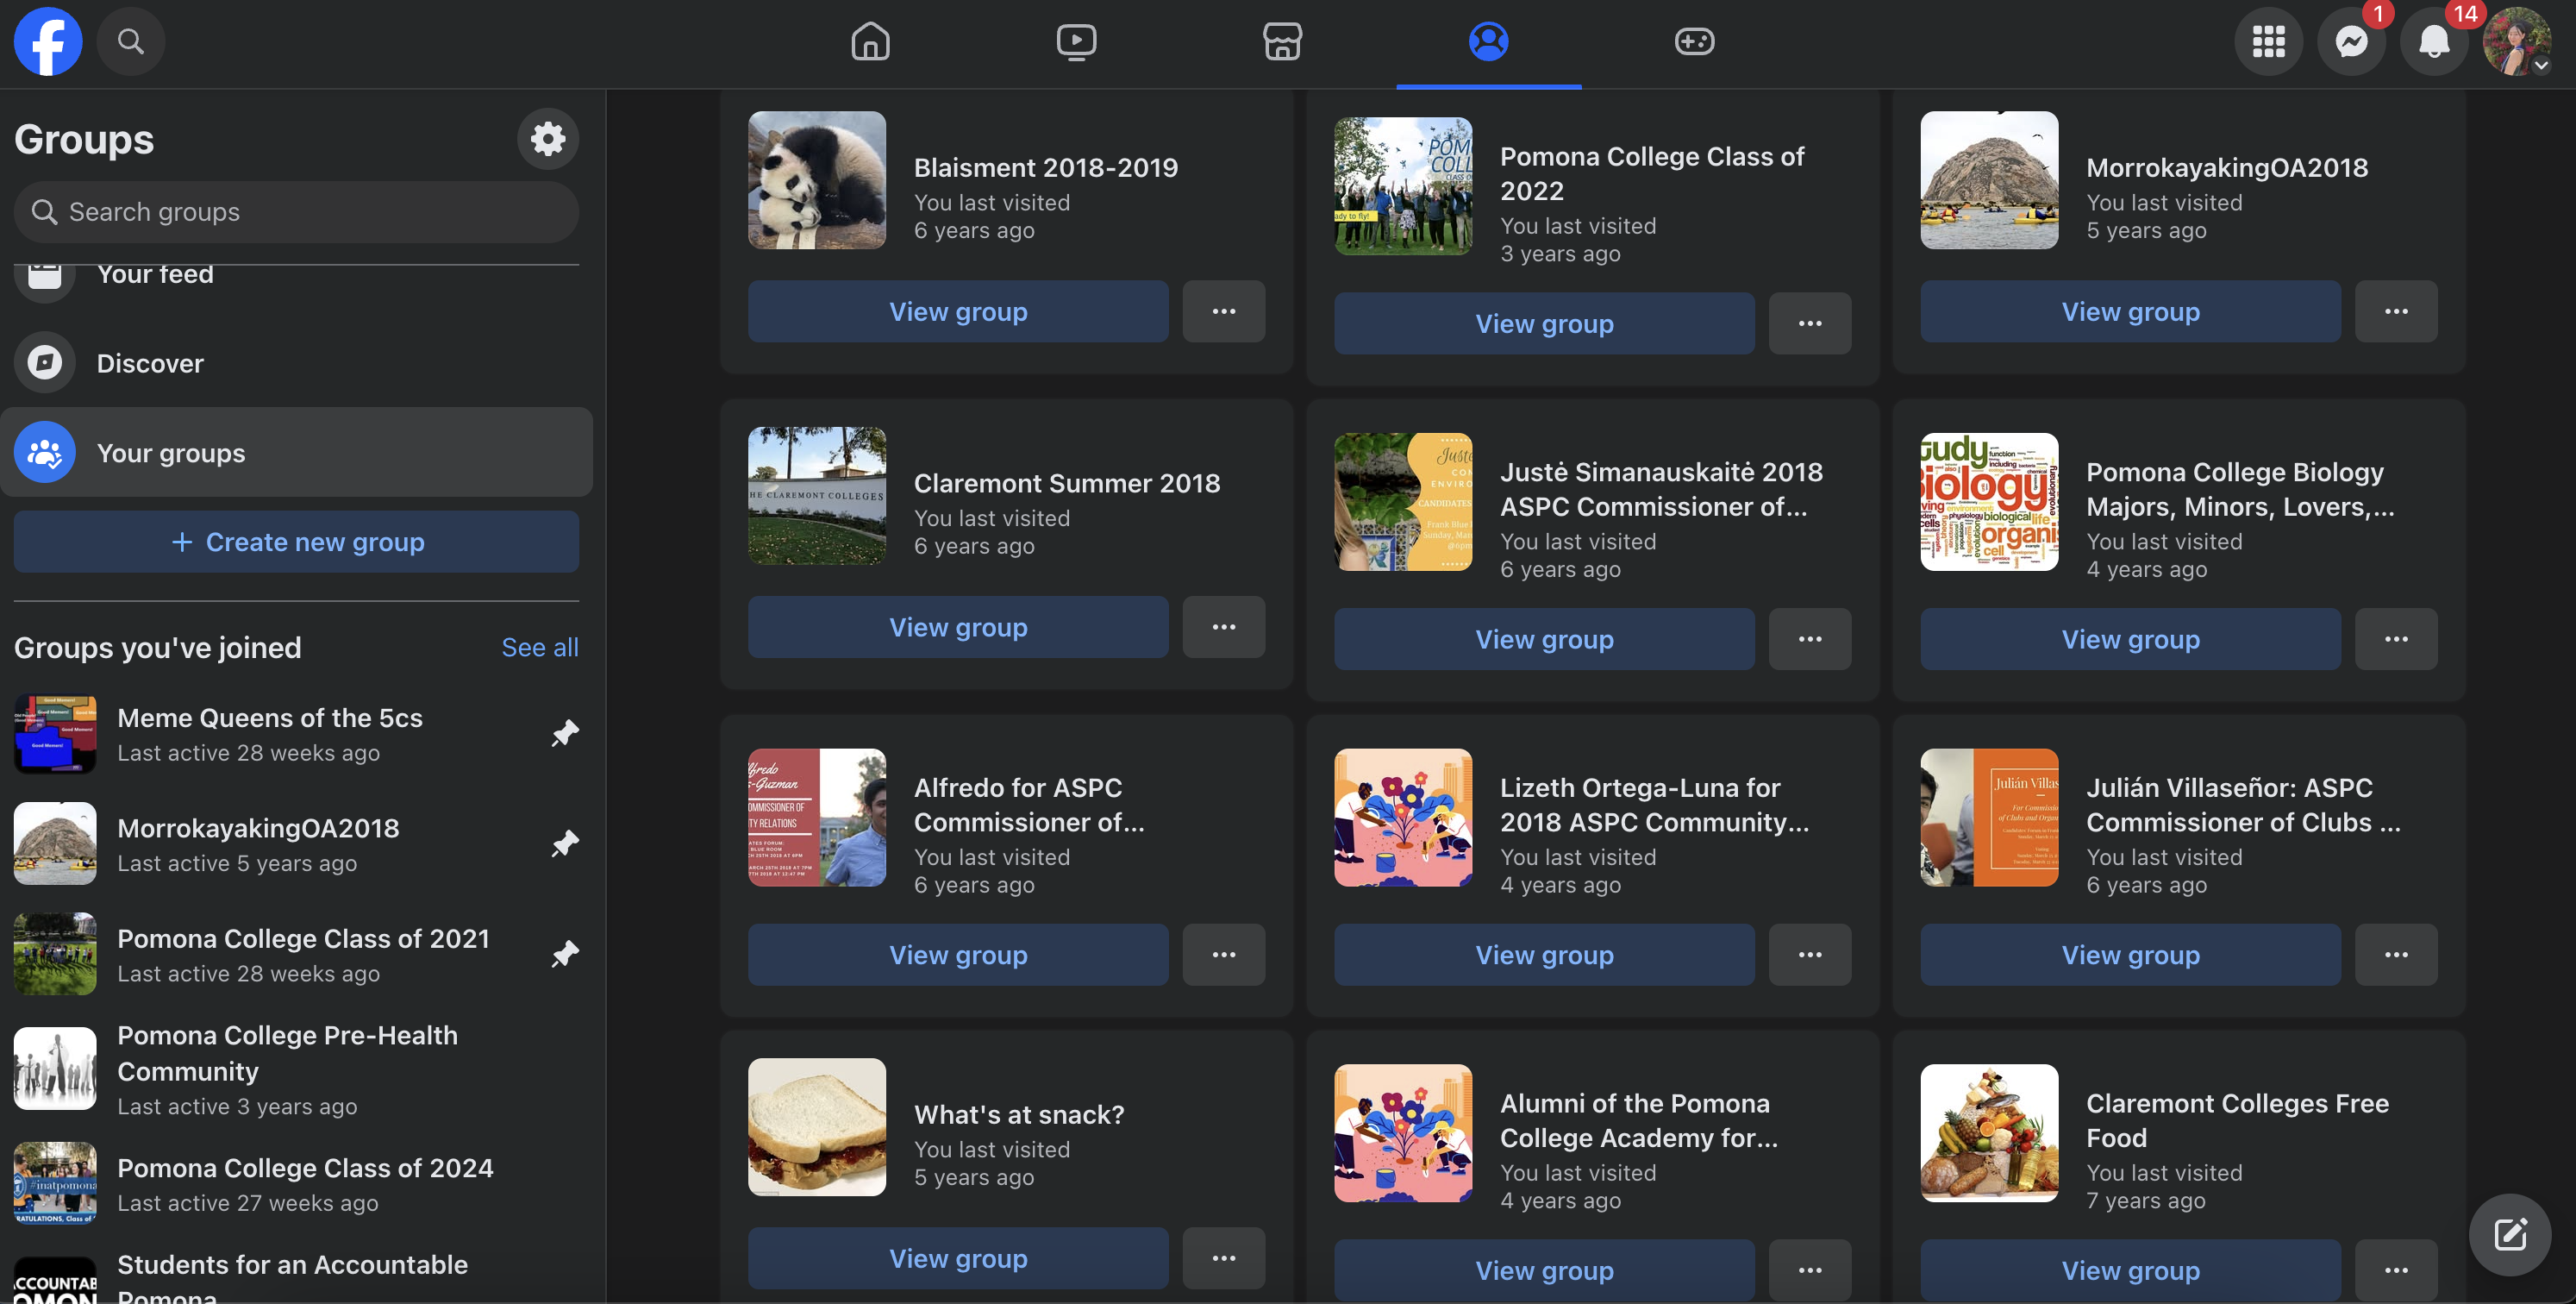 1
14
Groups
Search groups
Your feed
Discover
Your groups
Create new group
Groups you've joined
See all
Meme Queens of the 5cs
Last active 28 weeks ago
MorrokayakingOA2018
Last active 5 years ago
Pomona College Class of 2021
Last active 28 weeks ago
Pomona College Pre-Health
Community
Last active 3 years ago
Pomona College Class of 2024
Last active 27 weeks ago
Students for an Accountable
Pomona
Blaisment 2018-2019
You last visited
6 years ago
View group
Pomona College Class of
2022
You last visited
3 years ago
View group
MorrokayakingOA2018
You last visited
5 years ago
View group
HE CLAREMONT COLLEGES
Claremont Summer 2018
You last visited
6 years ago
View group
Justė Simanauskaitė 2018
ASPC Commissioner of...
You last visited
6 years ago
View group
Pomona College Biology
Majors, Minors, Lovers,...
You last visited
4 years ago
View group
Alfredo for ASPC
Commissioner of...
You last visited
6 years ago
View group
Lizeth Ortega-Luna for
2018 ASPC Community...
You last visited
4 years ago
View group
Julián Villaseñor: ASPC
Commissioner of Clubs ...
You last visited
6 years ago
View group
What's at snack?
You last visited
5 years ago
View group
Alumni of the Pomona
College Academy for...
You last visited
4 years ago
View group
Claremont Colleges Free
Food
You last visited
7 years ago
View group